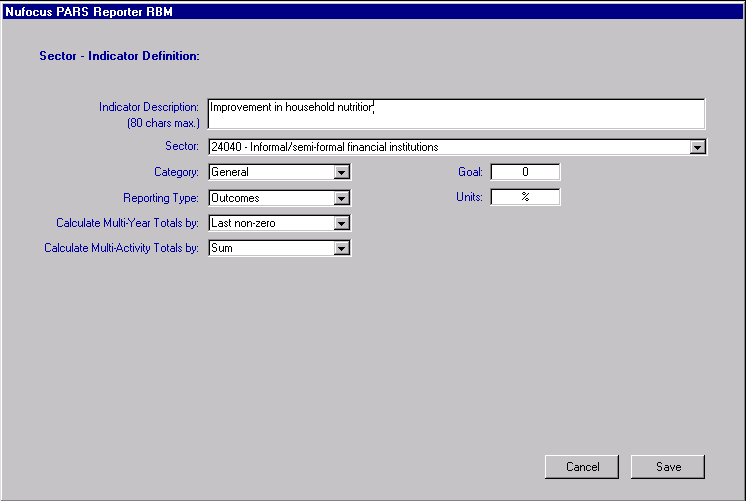 Nufocus PARS Reporter RBM
Sector - Indicator Definition:
Indicator Description: Improvement in household nutrition
(80 chars max.)
Sector: 24040 - Informal/semi-formal financial institutions
Category: General Goal: 0
Reporting Type: Outcomes Units: %
Calculate Multi-Year Totals by: Last non-zero
Calculate Multi-Activity Totals by: Sum
Cancel Save